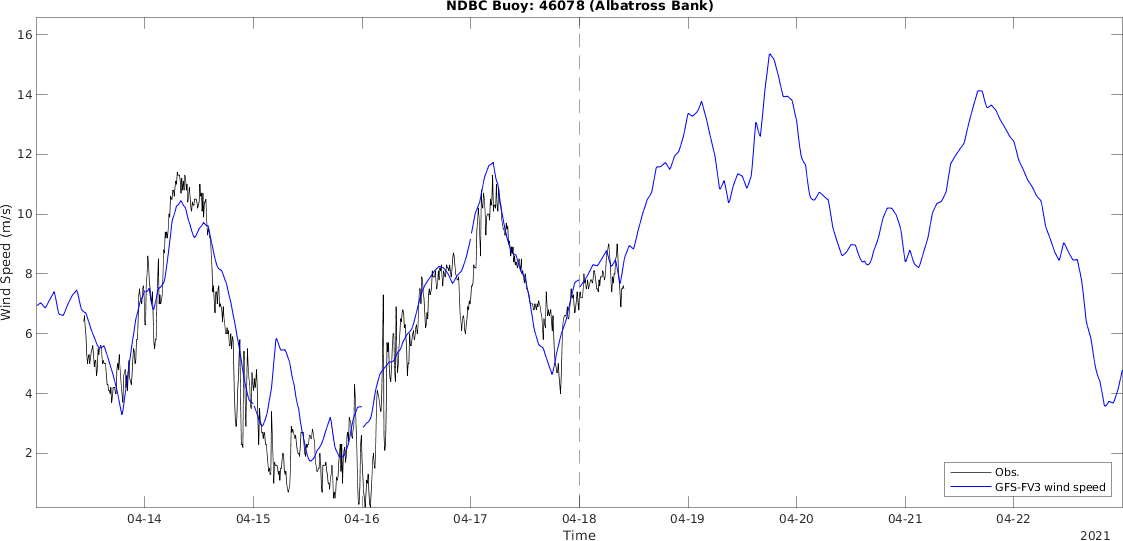 NDBC Buoy: 46078 (Albatross Bank)
16
14
12
10
8
6
4
2
Wind Speed (m/s)
Obs.
GFS-FV3 wind speed
04-14 04-15 04-16 04-17 04-18 04-19 04-20 04-21 04-22
Time
2021